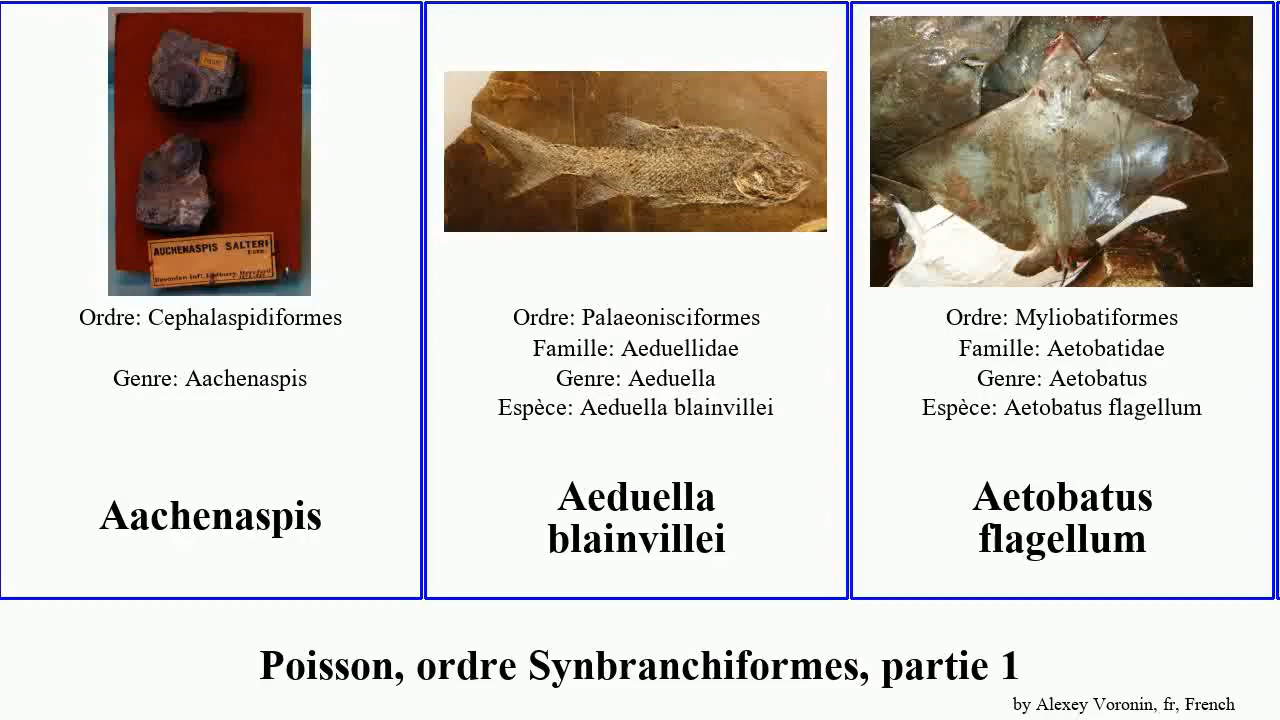 AUCHENASPIS SALTERI
Ordre: Cephalaspidiformes
Genre: Aachenaspis
Aachenaspis
Ordre: Palaeonisciformes
Famille: Aeduellidae
Genre: Aeduella
Espèce: Aeduella blainvillei
Aeduella
blainvillei
Ordre: Myliobatiformes
Famille: Aetobatidae
Genre: Aetobatus
Espèce: Aetobatus flagellum
Aetobatus
flagellum
Poisson, ordre Synbranchiformes, partie 1
by Alexey Voronin, fr, French